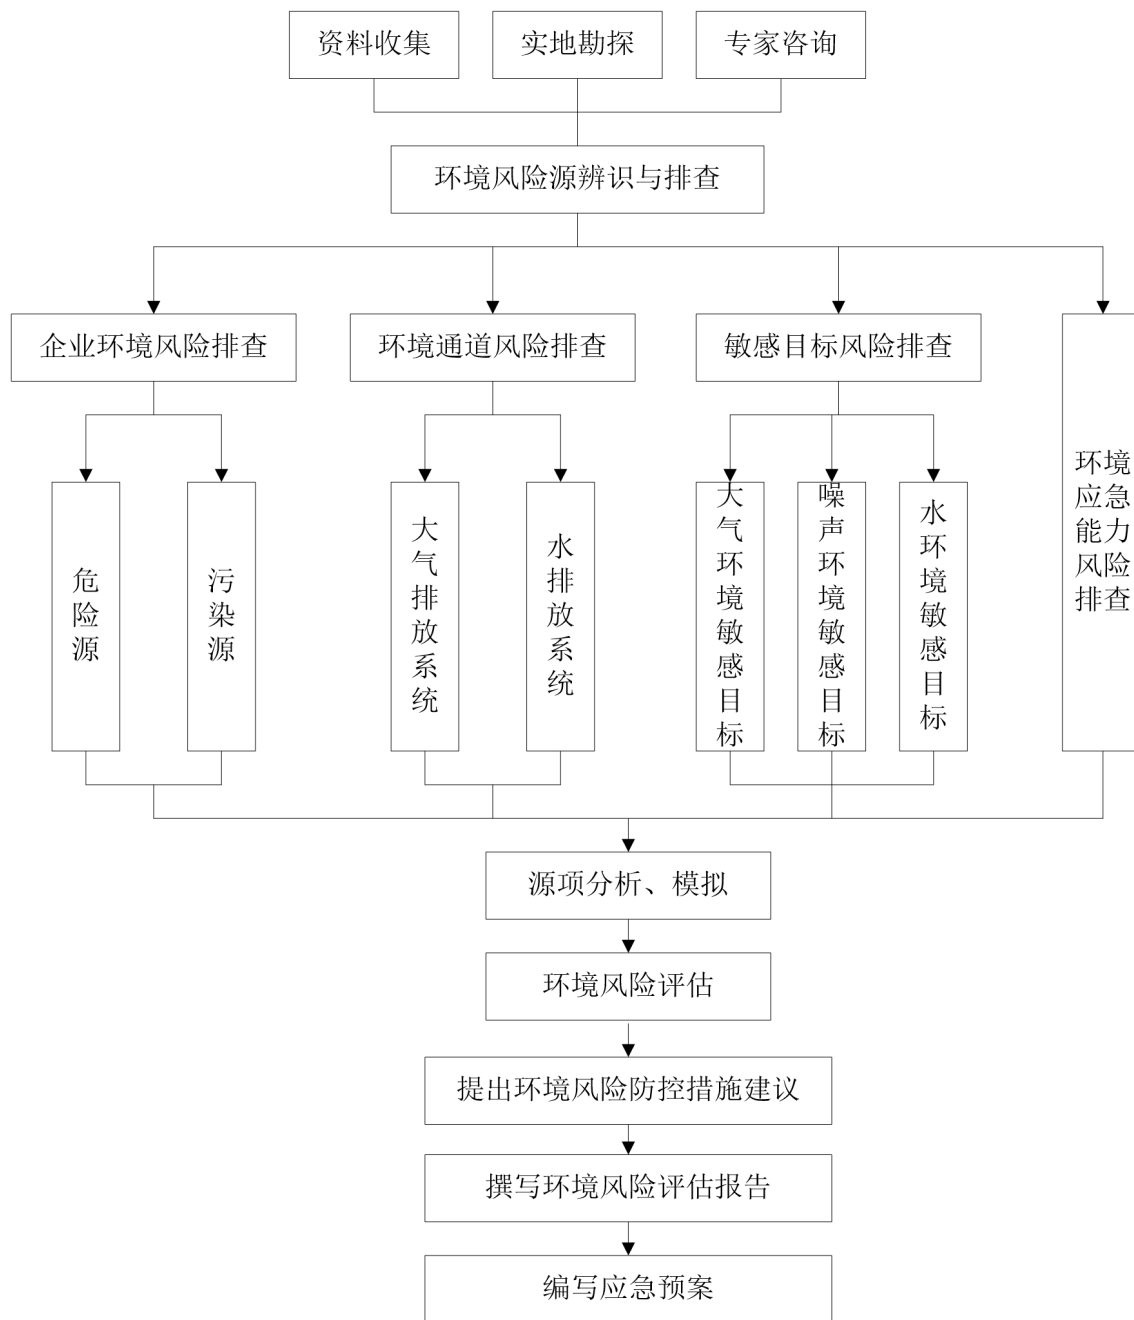 资料收集
实地勘探
专家咨询
环境风险源辨识与排查
企业环境风险排查
环境通道风险排查
敏感目标风险排查
环境
应急
能力
风险
排查
危险源
污染源
大气排放系统
水排放系统
大气环境敏感目标
噪声环境敏感目标
水环境敏感目标
源项分析、模拟
环境风险评估
提出环境风险防控措施建议
撰写环境风险评估报告
编写应急预案